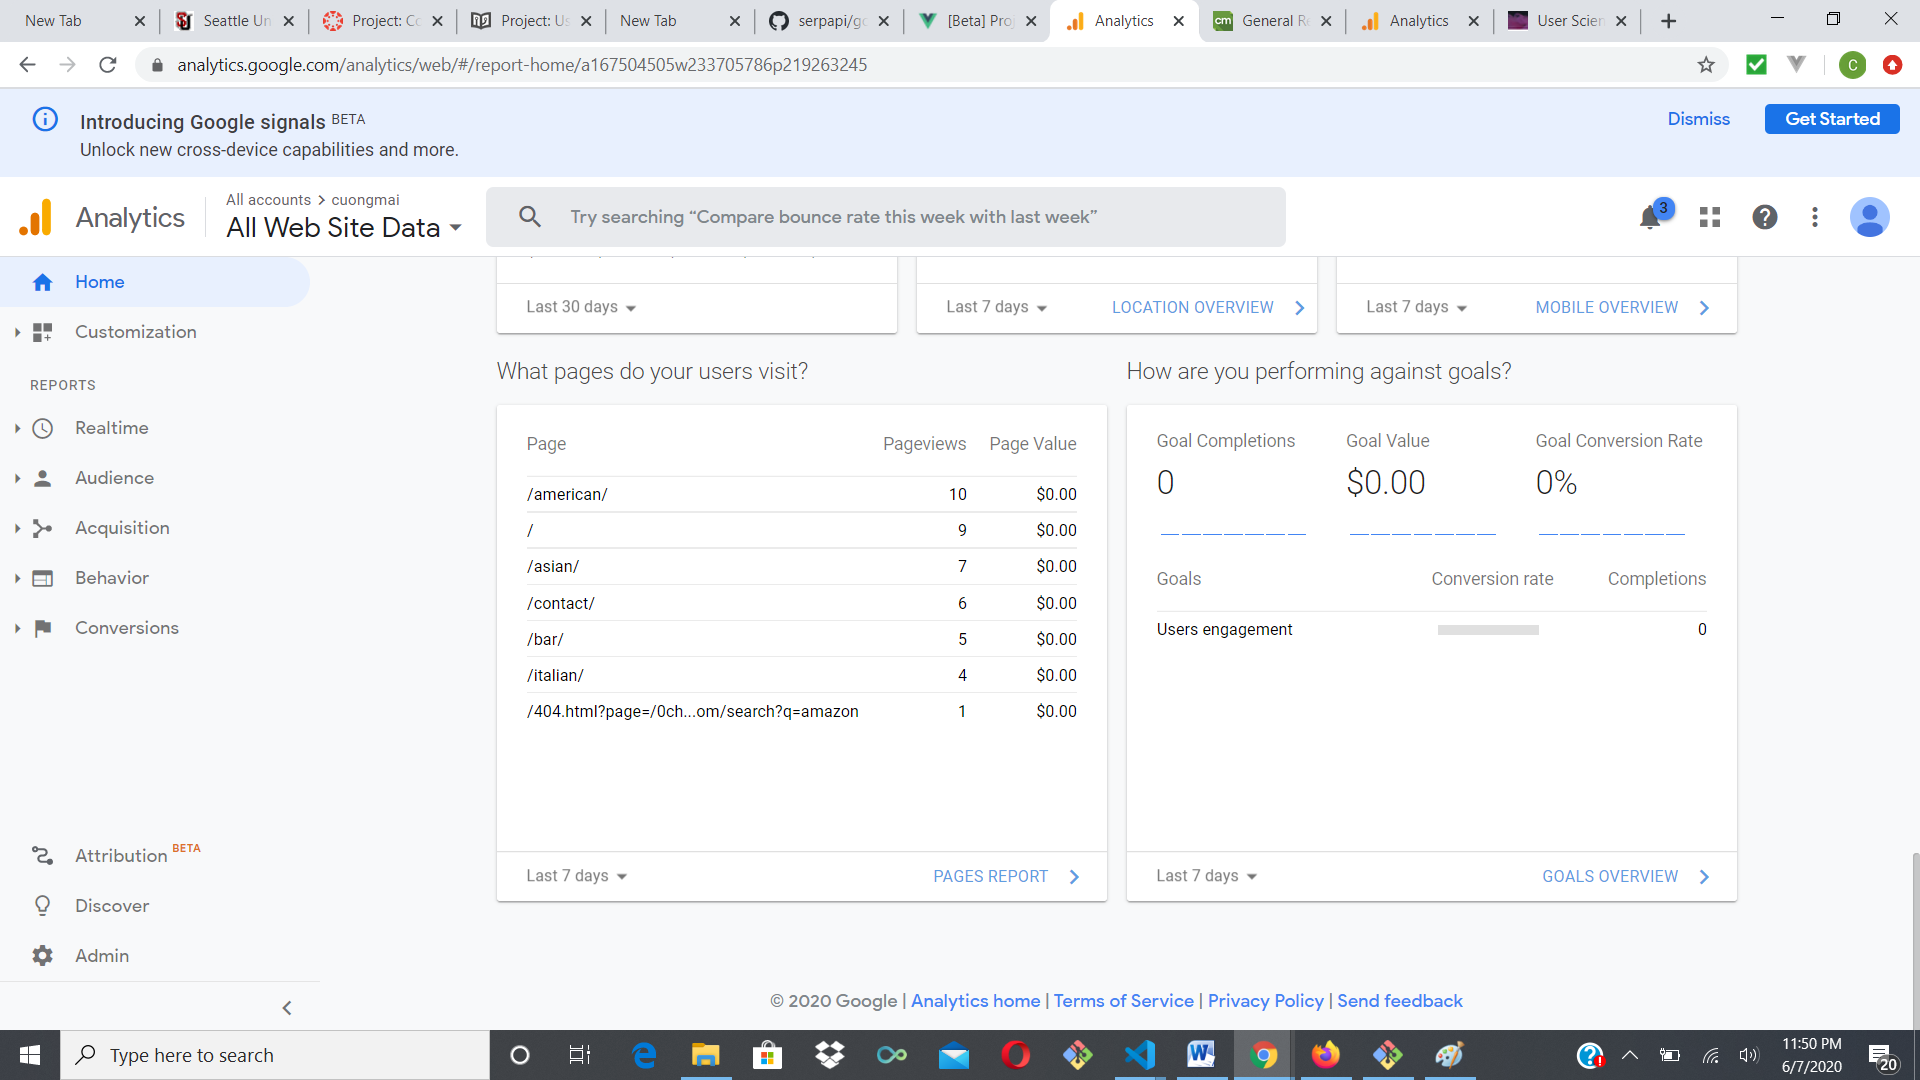 New Tab
Seattle Un
Project: Co
Project: Us
New Tab
serpapi/go
[Beta] Proj
Analytics
General Re
Analytics
User Scien
analytics.google.com/analytics/web/#/report-home/a167504505w233705786p219263245
C
Introducing Google signals BETA
Unlock new cross-device capabilities and more.
Dismiss
Get Started
Analytics
All accounts > cuongmai
All Web Site Data
Try searching “Compare bounce rate this week with last week”
3
Home
Customization
REPORTS
Realtime
Audience
Acquisition
Behavior
Conversions
Attribution BETA
Discover
Admin
Last 30 days
Last 7 days
LOCATION OVERVIEW
Last 7 days
MOBILE OVERVIEW
What pages do your users visit?
Page Pageviews Page Value
/american/ 10 $0.00
/ 9 $0.00
/asian/ 7 $0.00
/contact/ 6 $0.00
/bar/ 5 $0.00
/italian/ 4 $0.00
/404.html?page=/0ch...om/search?q=amazon 1 $0.00
Last 7 days
PAGES REPORT
How are you performing against goals?
Goal Completions Goal Value Goal Conversion Rate
0 $0.00 0%
Goals Conversion rate Completions
Users engagement 0
Last 7 days
GOALS OVERVIEW
© 2020 Google | Analytics home | Terms of Service | Privacy Policy | Send feedback
Type here to search
11:50 PM
6/7/2020
20